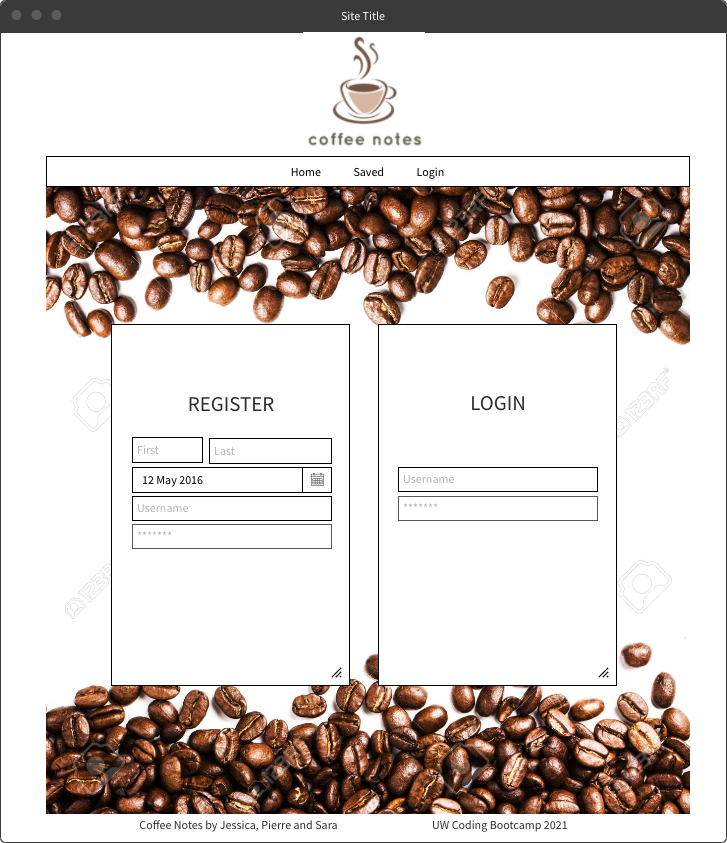 Site Title
coffee notes
Home Saved Login
REGISTER
First Last
12 May 2016
Username
*******
LOGIN
Username
*******
123RF
123RF
Coffee Notes by Jessica, Pierre and Sara UW Coding Bootcamp 2021